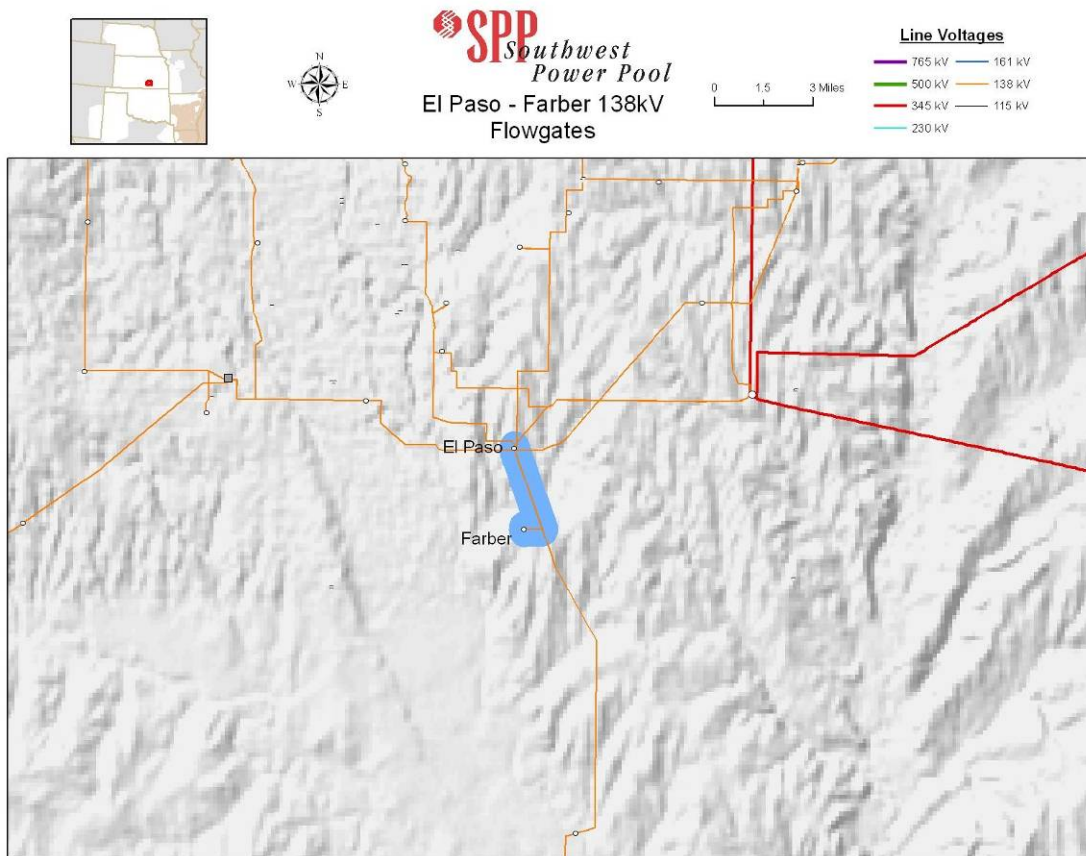 SPP
Southwest
Power Pool
El Paso - Farber 138kV
Flowgates
N
W E
S
0 1.5 3 Miles
Line Voltages
765 kV 161 kV
500 kV 138 kV
345 kV 115 kV
230 kV
El Paso
Farber